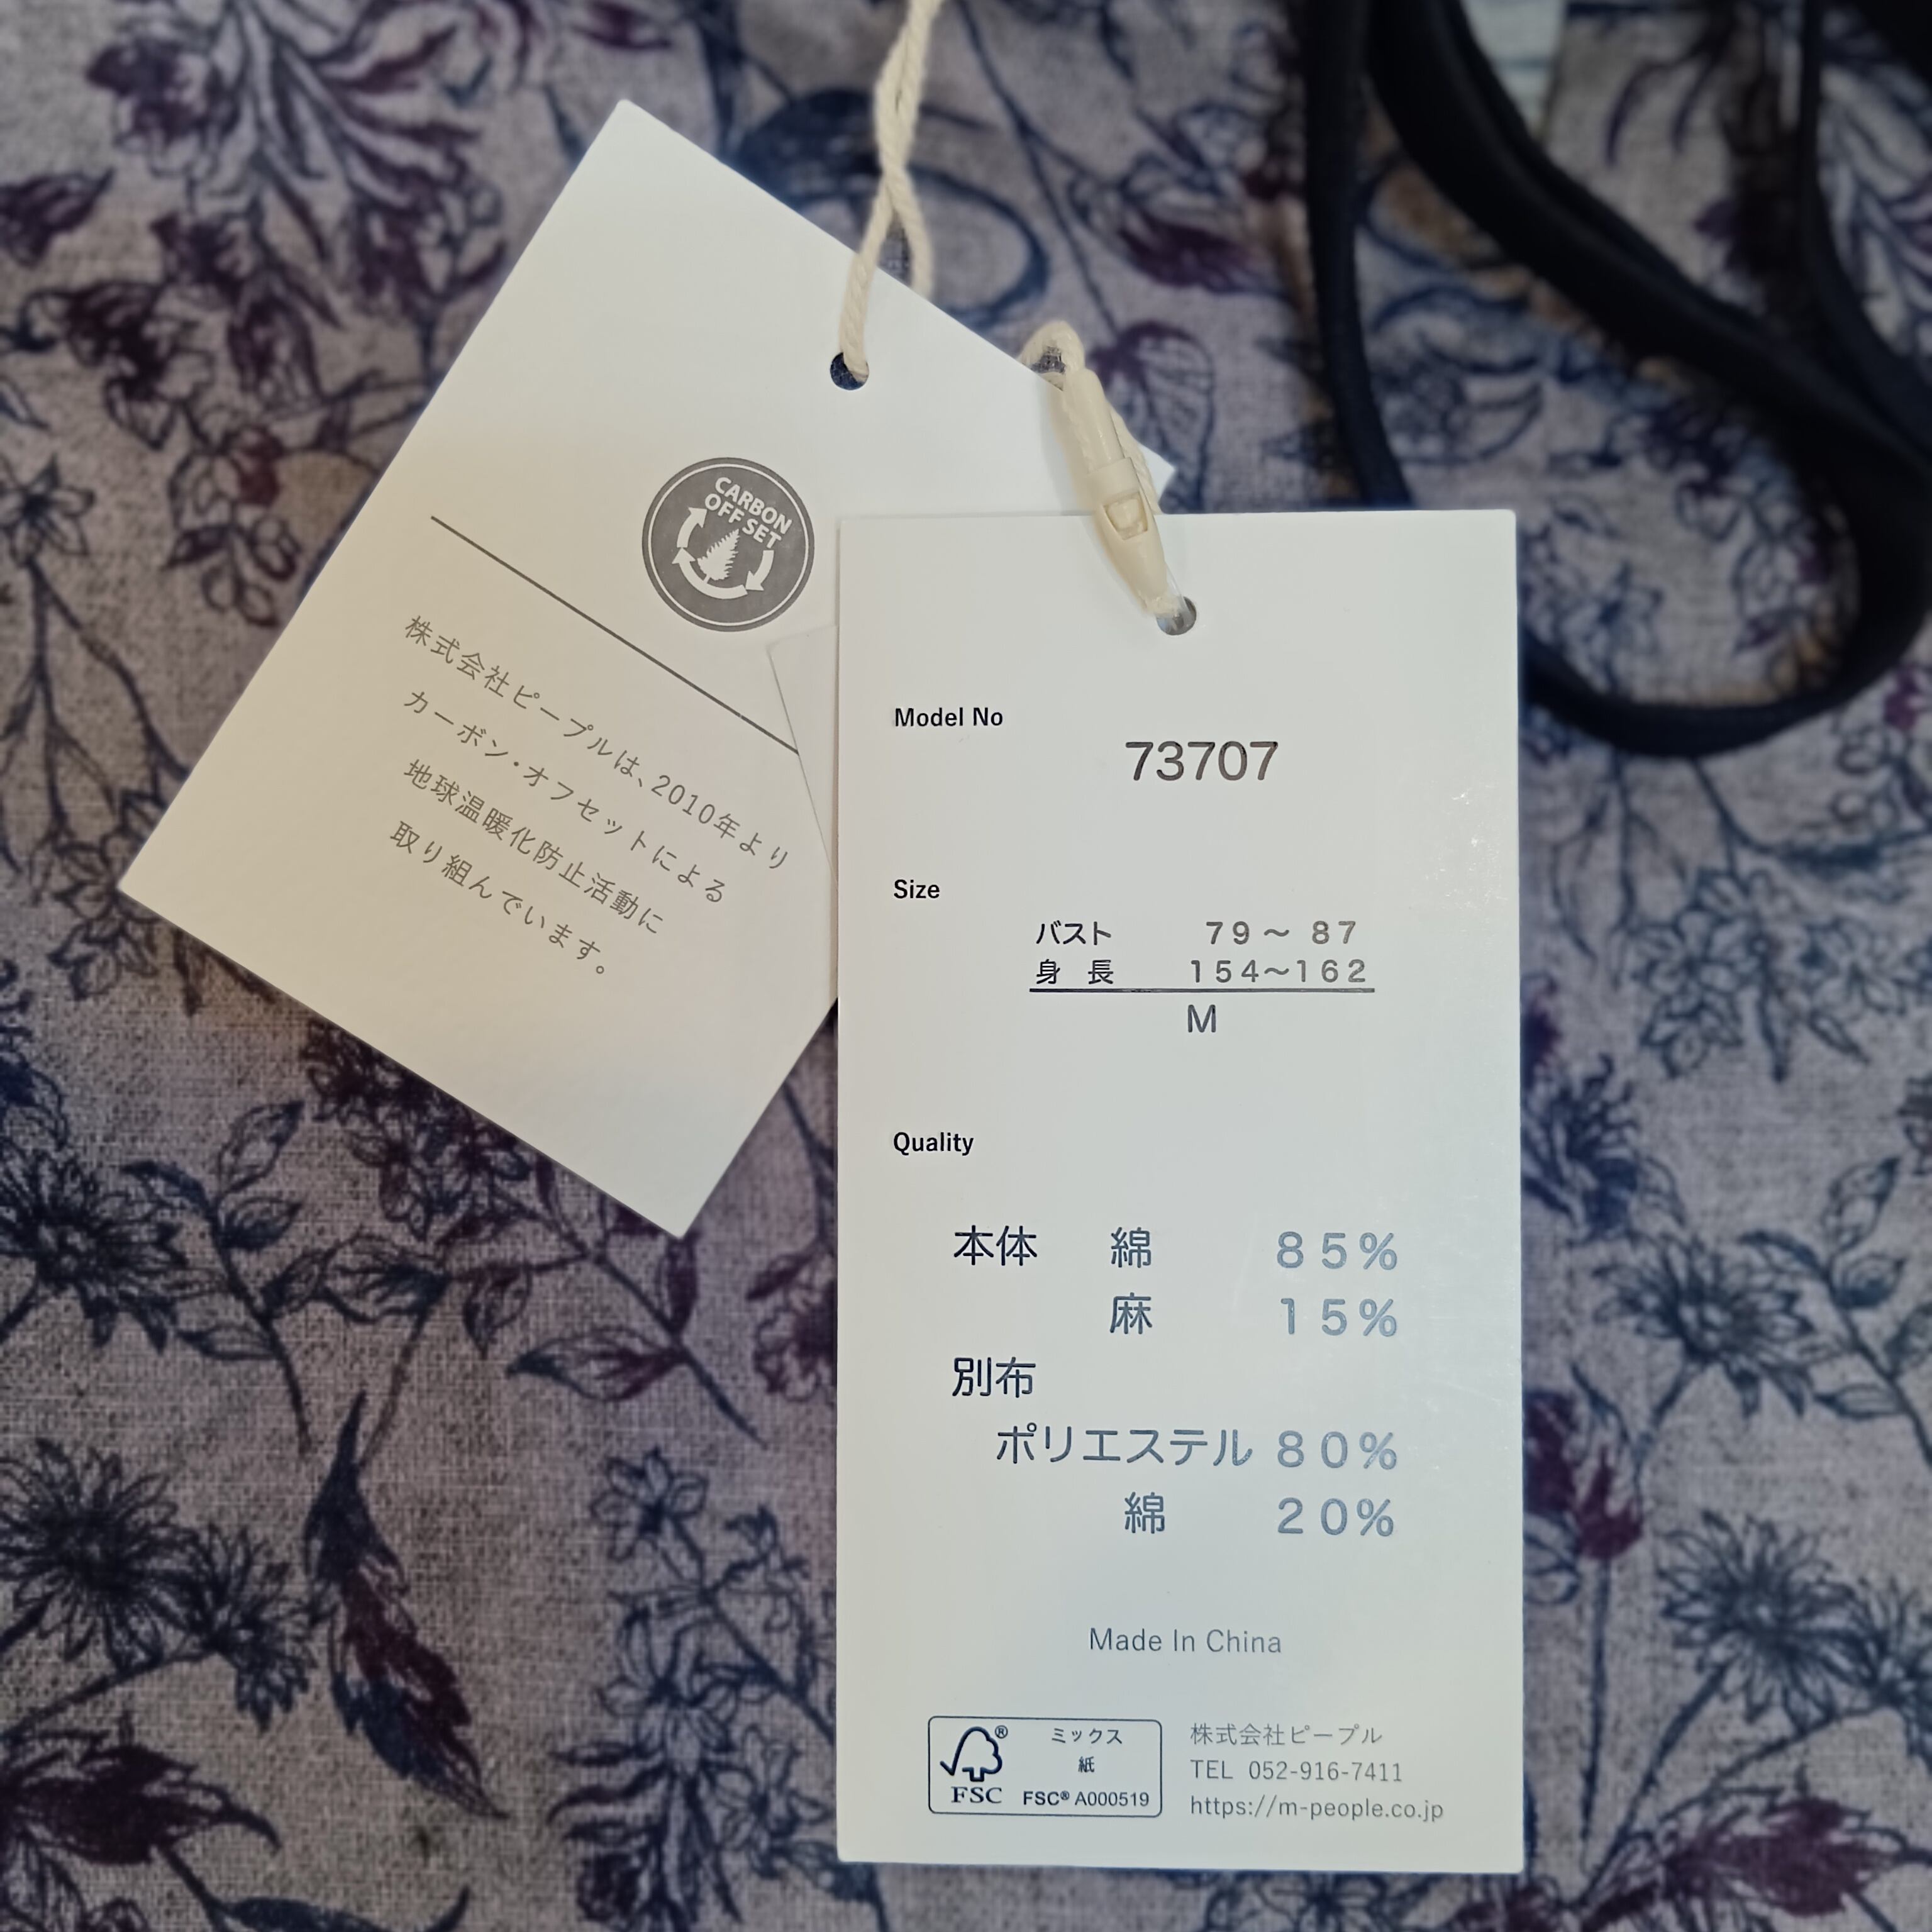 CARBON
OFF SET
株式会社ピープルは、2010年より
カーボン・オフセットによる
地球温暖化防止活動に
取り組んでいます。
Model No
73707
Size
バスト 79～87
身長 154～162
M
Quality
本体 綿 85%
麻 15%
別布
ポリエステル 80%
綿 20%
Made In China
FSC®
ミックス
紙
FSC® A000519
株式会社ピープル
TEL 052-916-7411
https://m-people.co.jp